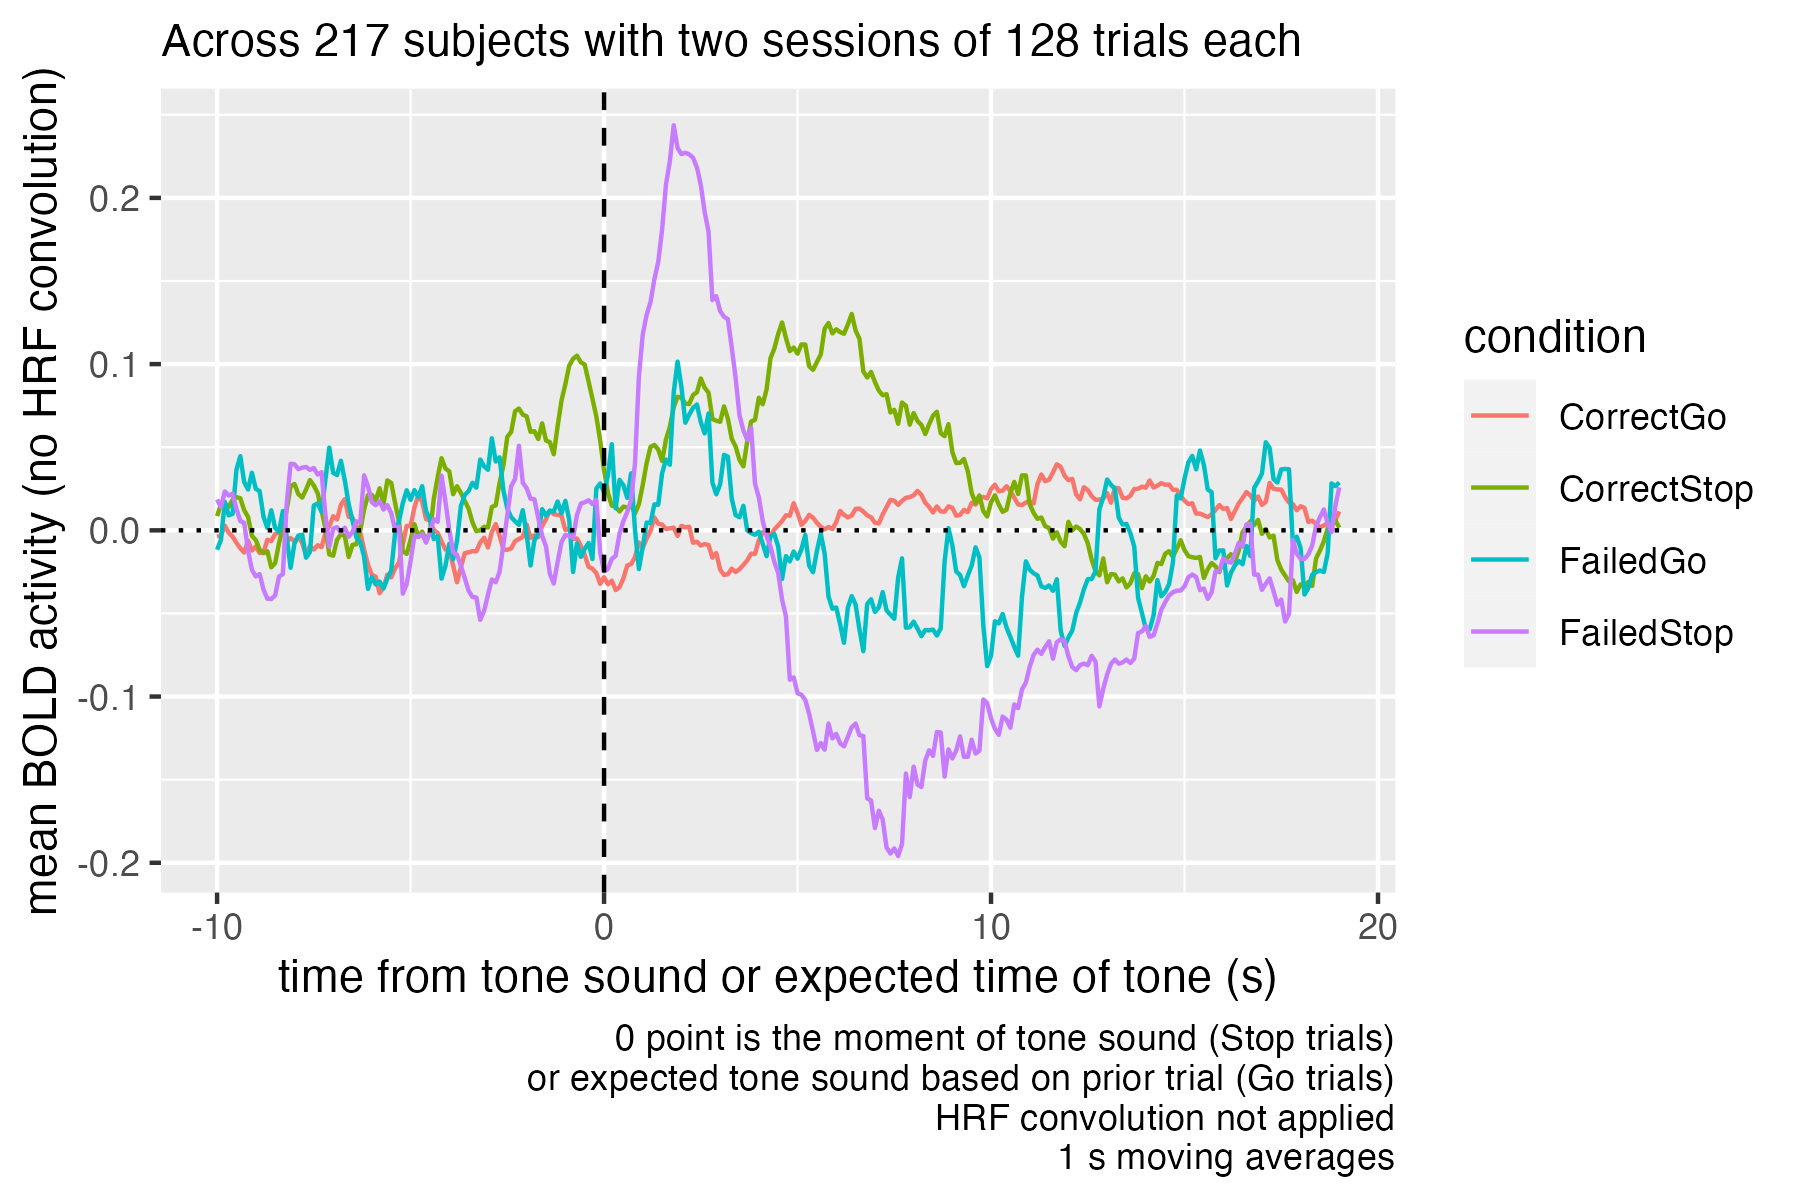 Across 217 subjects with two sessions of 128 trials each
mean BOLD activity (no HRF convolution)
0.2
0.1
0.0
-0.1
-0.2
-10
0
10
20
time from tone sound or expected time of tone (s)
condition
CorrectGo
CorrectStop
FailedGo
FailedStop
0 point is the moment of tone sound (Stop trials)
or expected tone sound based on prior trial (Go trials)
HRF convolution not applied
1 s moving averages